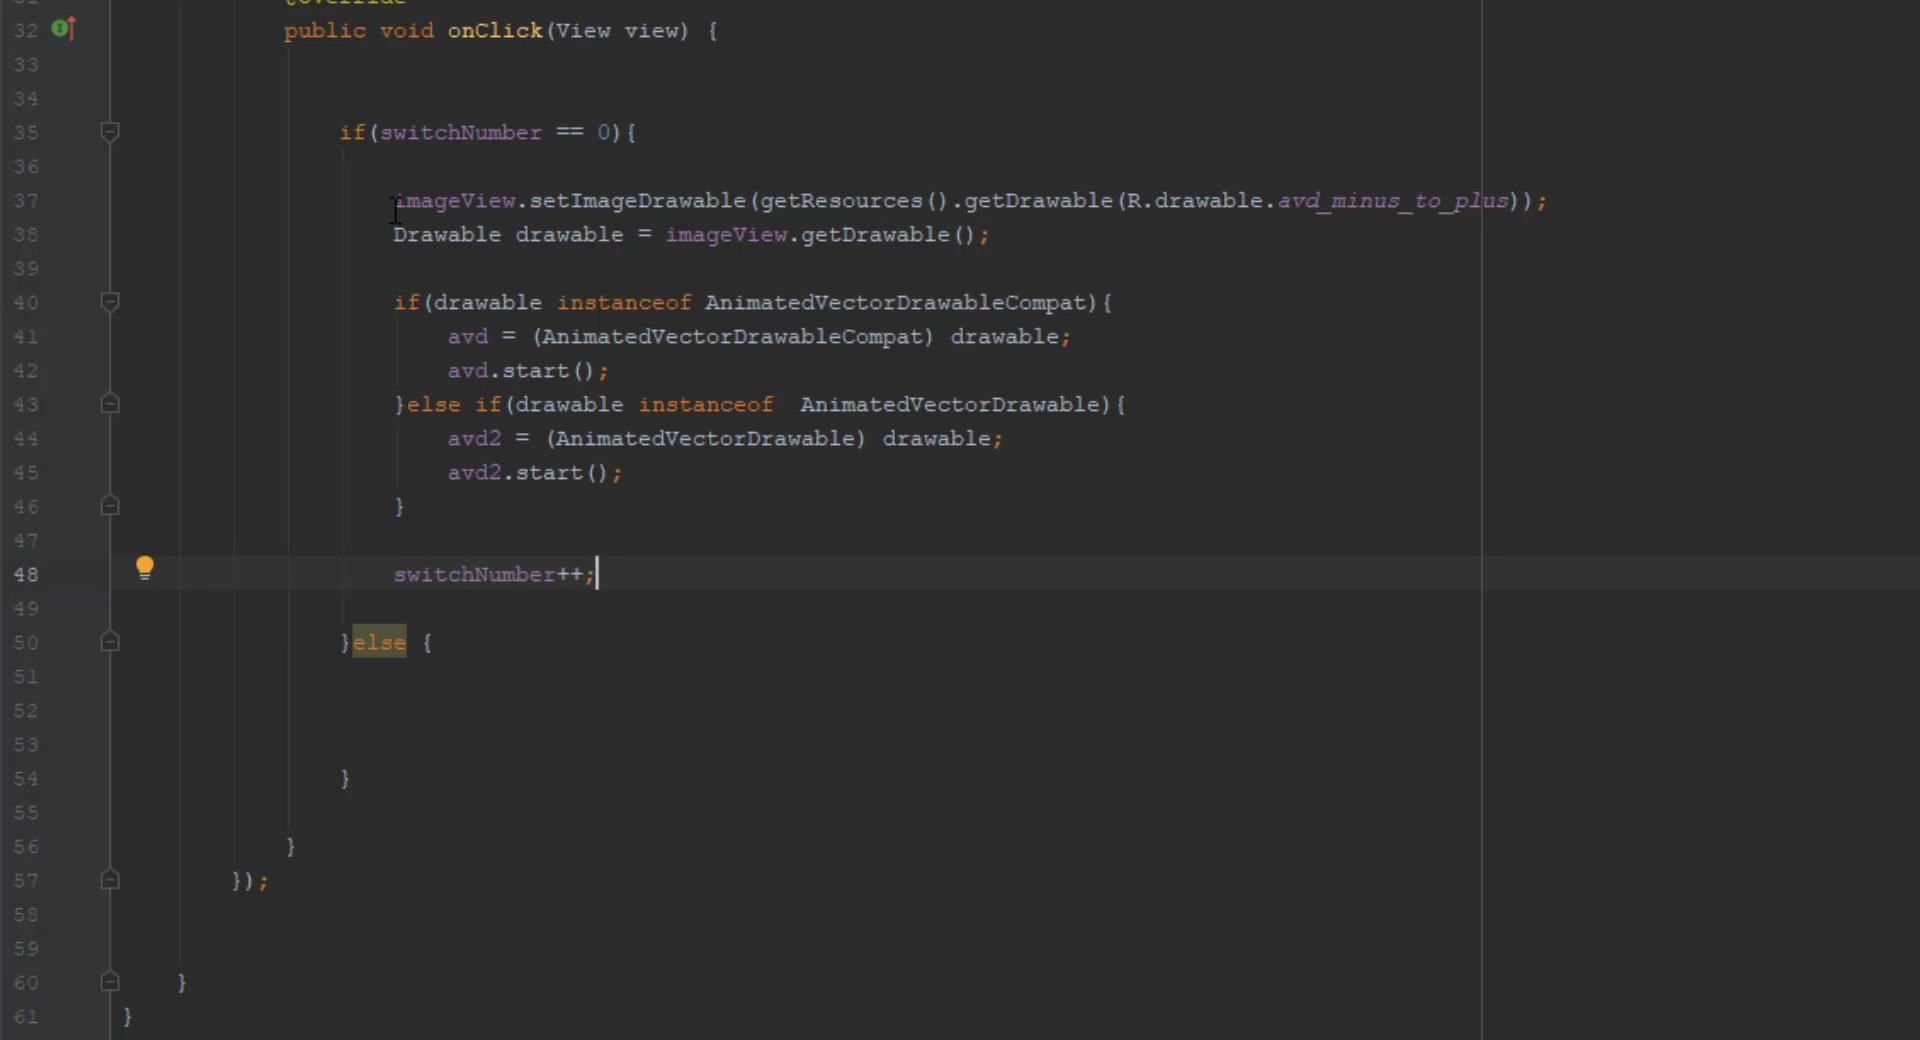 @Override
32 public void onClick(View view) {
33
34
35 if(switchNumber == 0){
36
37 imageView.setImageDrawable(getResources().getDrawable(R.drawable.avd_minus_to_plus));
38 Drawable drawable = imageView.getDrawable();
39
40 if(drawable instanceof AnimatedVectorDrawableCompat){
41 avd = (AnimatedVectorDrawableCompat) drawable;
42 avd.start();
43 }else if(drawable instanceof  AnimatedVectorDrawable){
44 avd2 = (AnimatedVectorDrawable) drawable;
45 avd2.start();
46 }
47
48 switchNumber++;
49
50 }else {
51
52
53
54 }
55
56 }
57 });
58
59
60 }
61 }